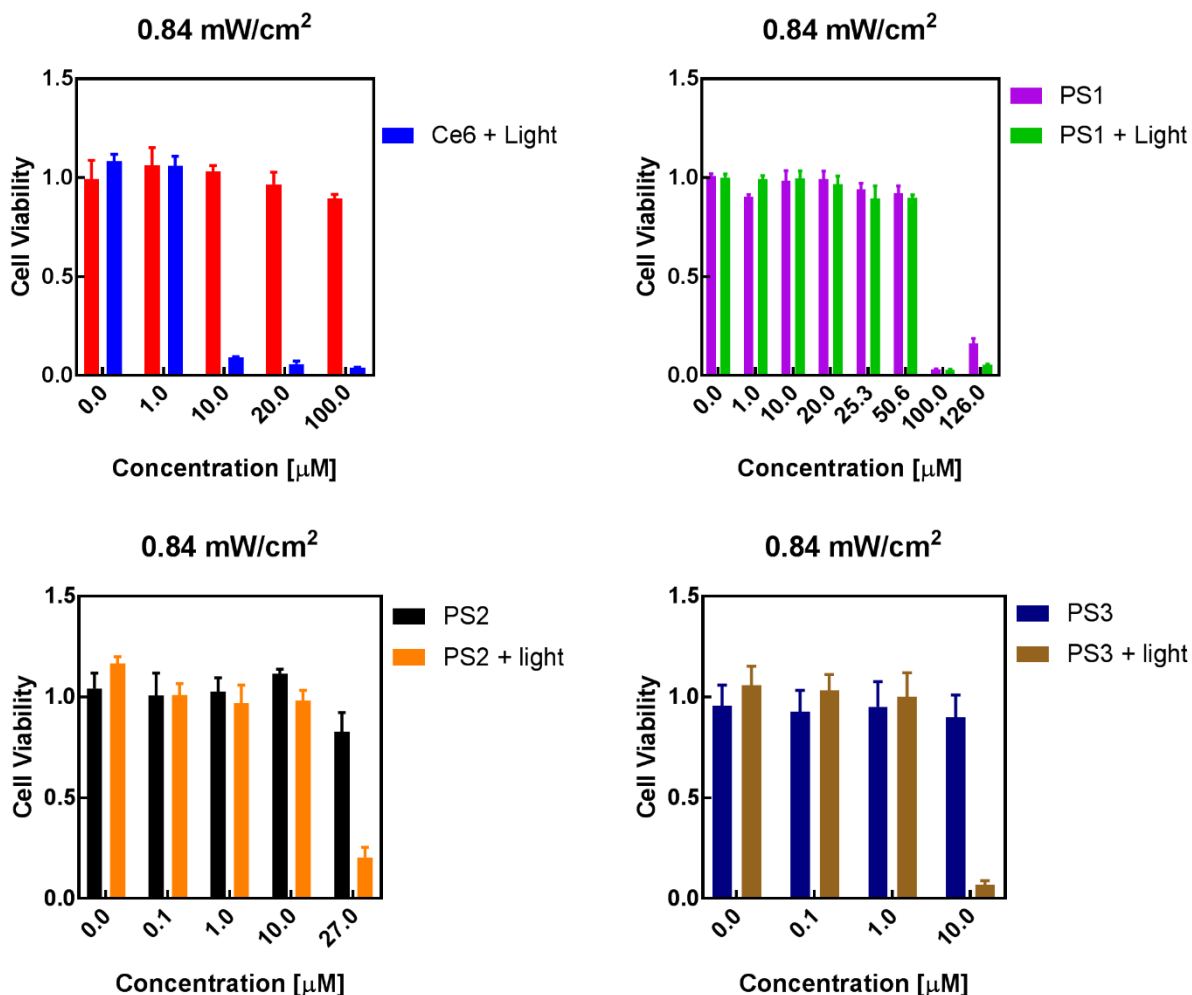 0.84 mW/cm²
1.5
1.0
0.5
0.0
Cell Viability
0.0 1.0 10.0 20.0 100.0
Concentration [μM]
Ce6 + Light
0.84 mW/cm²
1.5
1.0
0.5
0.0
Cell Viability
0.0 1.0 10.0 20.0 25.3 50.6 100.0 126.0
Concentration [μM]
PS1
PS1 + Light
0.84 mW/cm²
1.5
1.0
0.5
0.0
Cell Viability
0.0 0.1 1.0 10.0 27.0
Concentration [μM]
PS2
PS2 + light
0.84 mW/cm²
1.5
1.0
0.5
0.0
Cell Viability
0.0 0.1 1.0 10.0
Concentration [μM]
PS3
PS3 + light